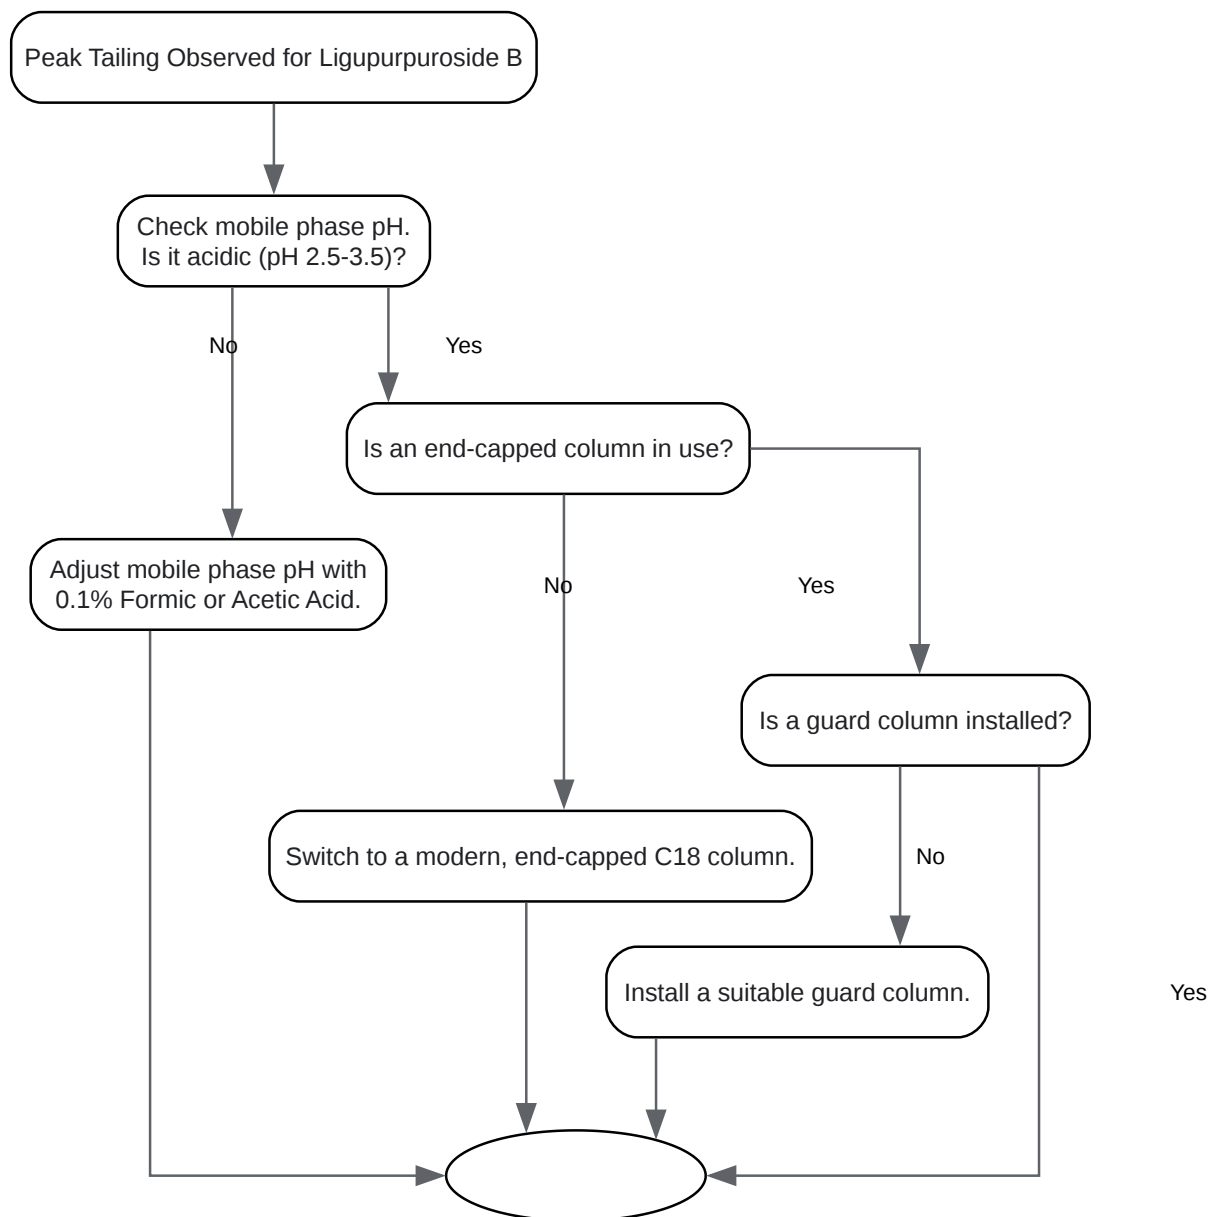 Peak Tailing Observed for Ligupurpuroside B
Check mobile phase pH.
Is it acidic (pH 2.5-3.5)?
No
Yes
Is an end-capped column in use?
Adjust mobile phase pH with
0.1% Formic or Acetic Acid.
No
Yes
Is a guard column installed?
Switch to a modern, end-capped C18 column.
No
Install a suitable guard column.
Yes